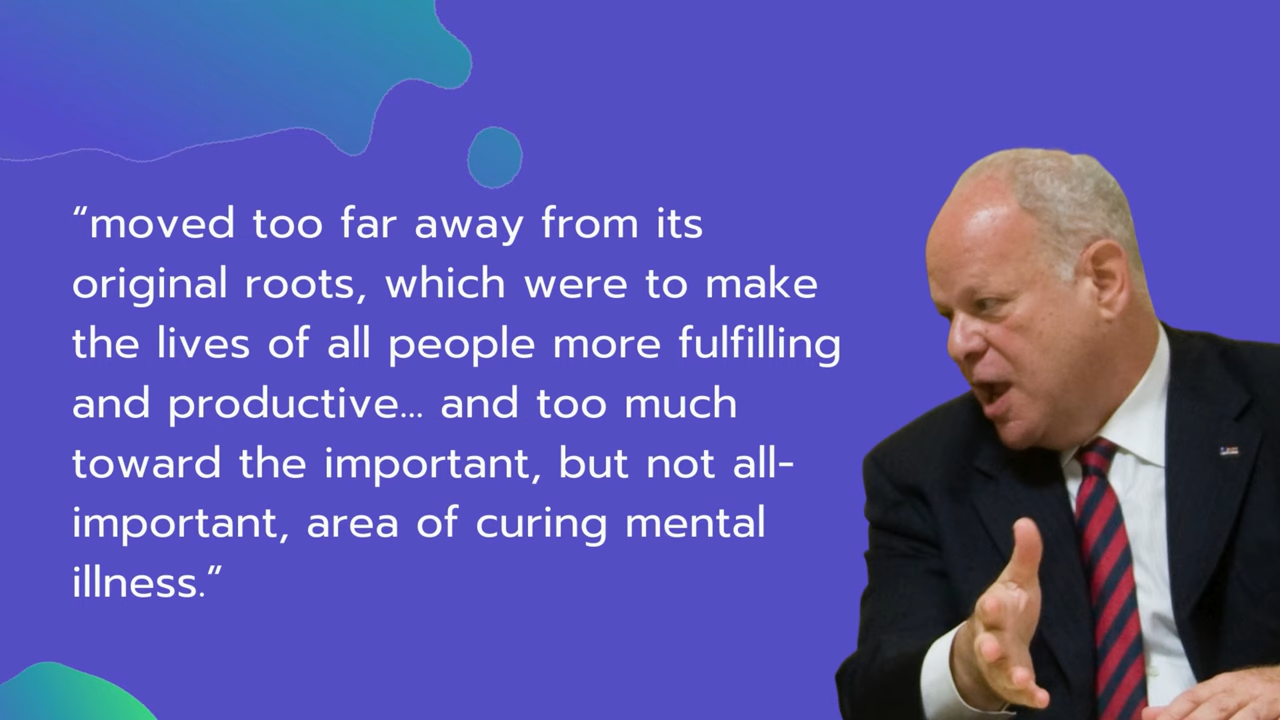 “moved too far away from its
original roots, which were to make
the lives of all people more fulfilling
and productive... and too much
toward the important, but not all-
important, area of curing mental
illness.”